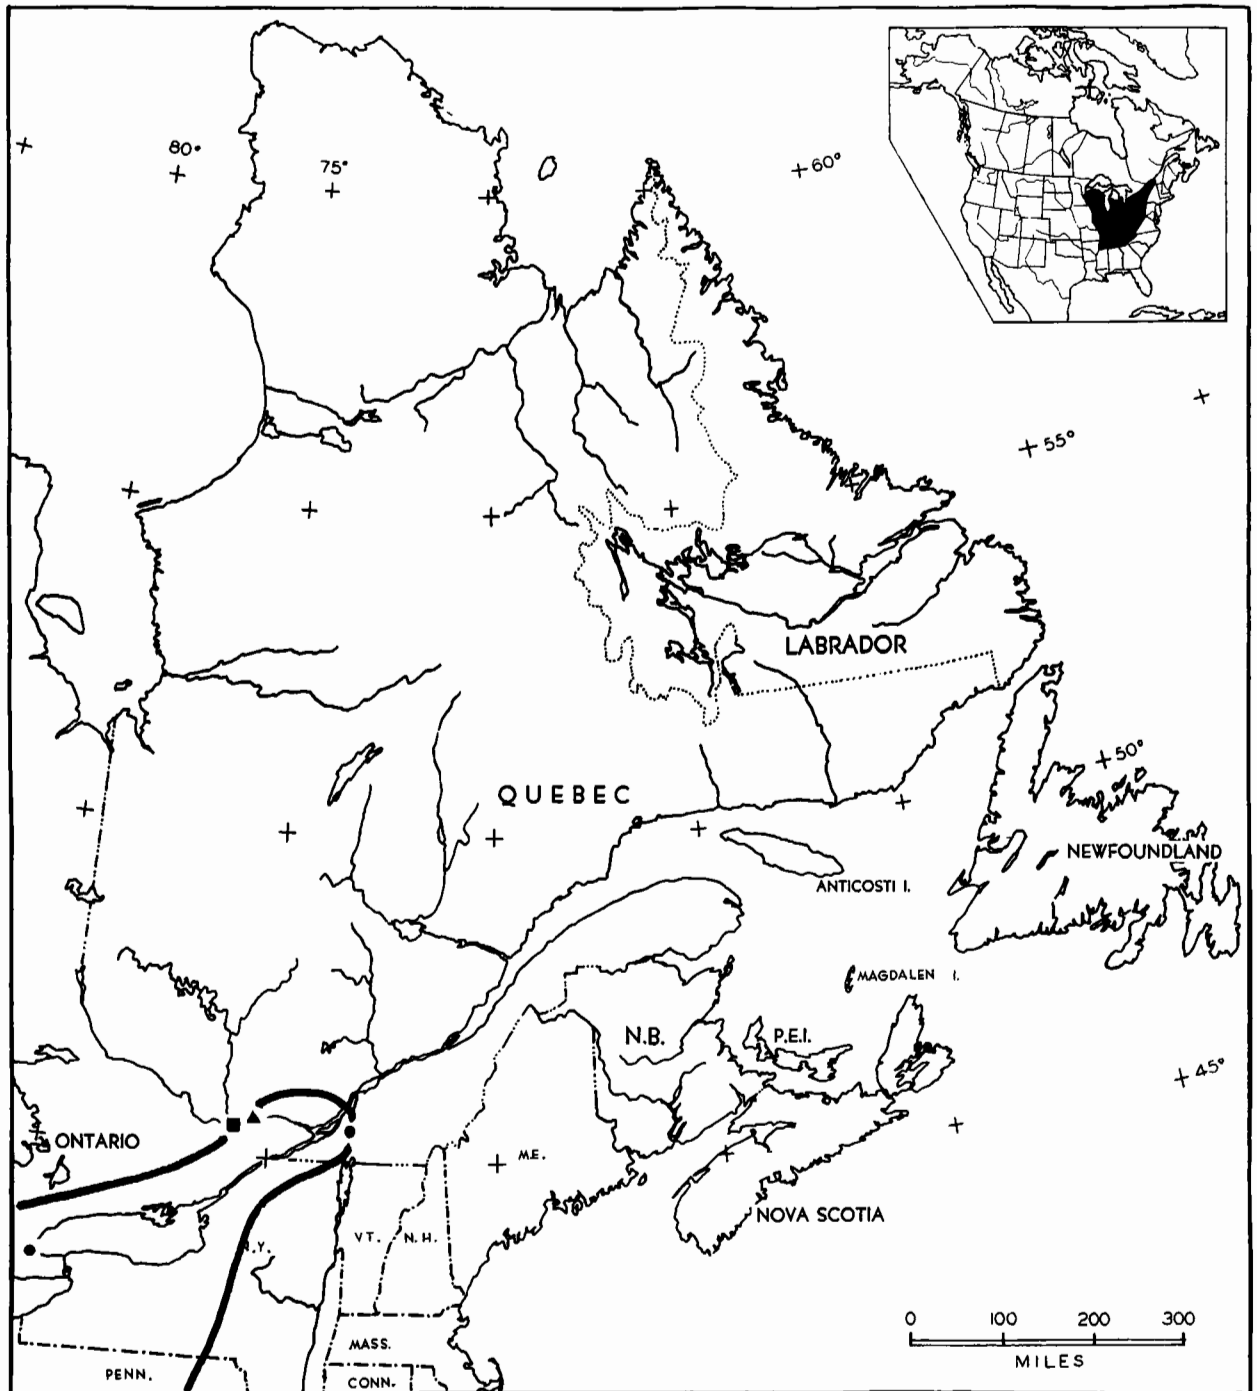 80°
75°
60°
55°
LABRADOR
50°
QUEBEC
NEWFOUNDLAND
ANTICOSTI I.
MAGDALEN I.
N.B.
P.E.I.
45°
ONTARIO
M.E.
NOVA SCOTIA
VT.
N.H.
0 100 200 300
MILES
MASS.
PENN.
CONN.